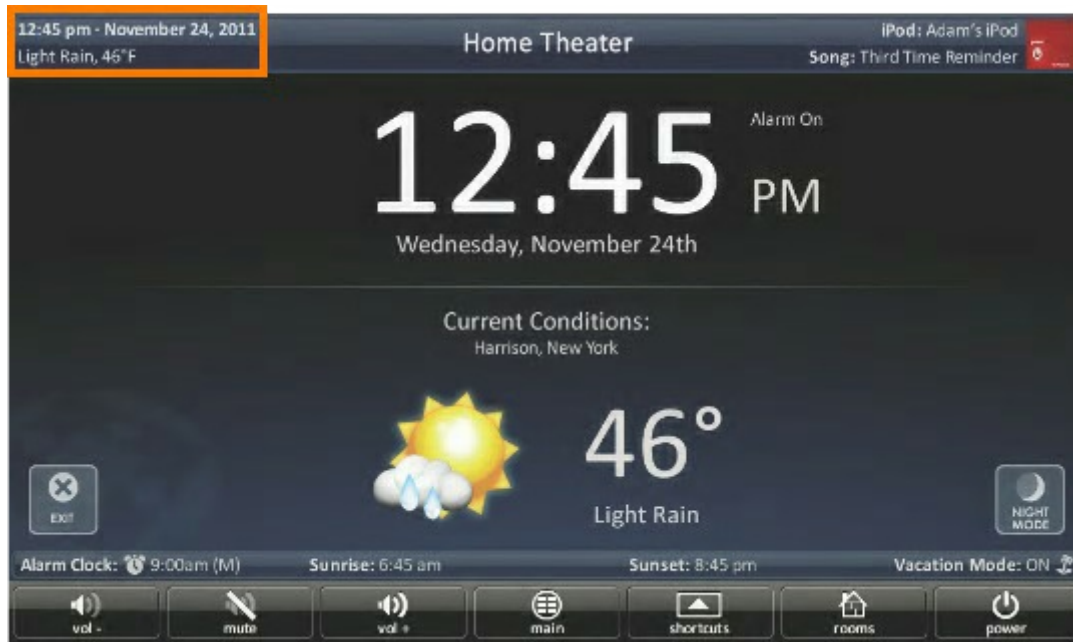 12:45 pm - November 24, 2011
Light Rain, 46°F
Home Theater
iPod: Adam's iPod
Song: Third Time Reminder
12:45
Alarm On
PM
Wednesday, November 24th
Current Conditions:
Harrison, New York
46°
Light Rain
EXIT
NIGHT
MODE
Alarm Clock: 9:00am (M)
Sunrise: 6:45 am
Sunset: 8:45 pm
Vacation Mode: ON
vol -
mute
vol +
main
shortcuts
rooms
power